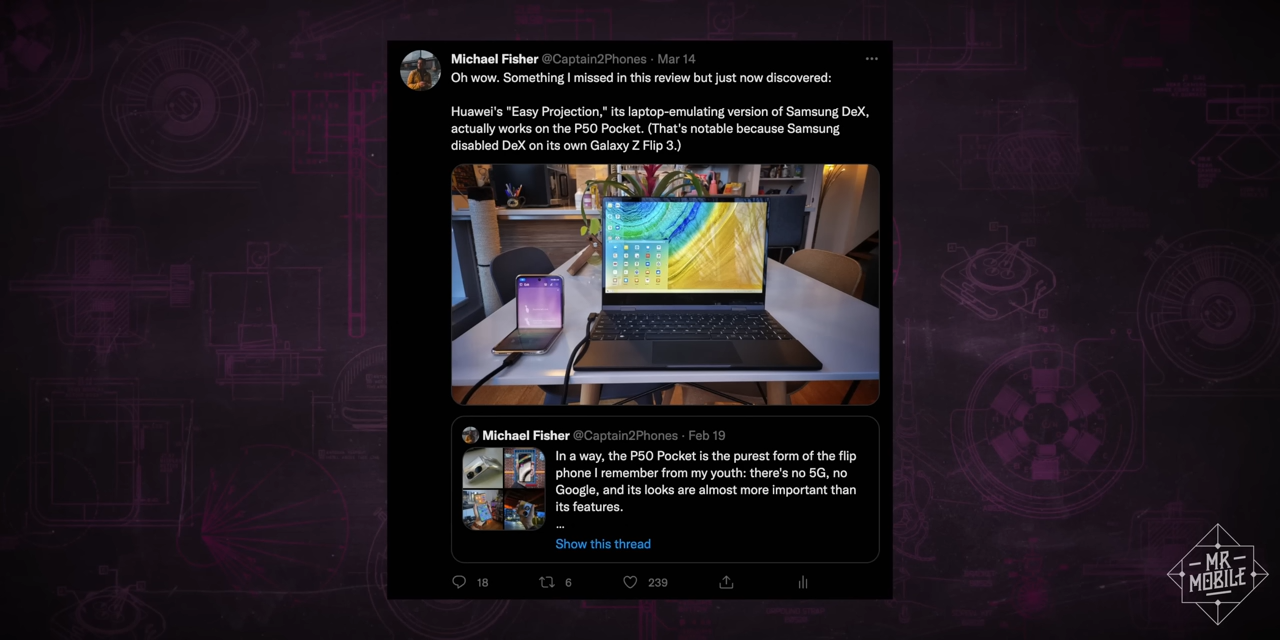 Michael Fisher @Captain2Phones · Mar 14
Oh wow. Something I missed in this review but just now discovered:
Huawei's "Easy Projection," its laptop-emulating version of Samsung DeX,
actually works on the P50 Pocket. (That's notable because Samsung
disabled DeX on its own Galaxy Z Flip 3.)
Michael Fisher @Captain2Phones · Feb 19
In a way, the P50 Pocket is the purest form of the flip
phone I remember from my youth: there's no 5G, no
Google, and its looks are almost more important than
its features.
...
Show this thread
18
6
239
MR
MOBILE